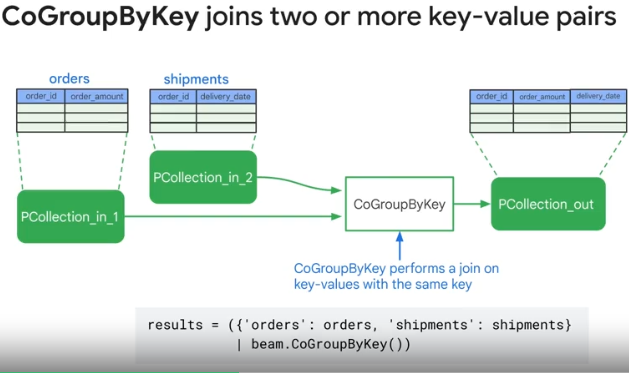 CoGroupByKey joins two or more key-value pairs
orders
order_id order_amount
shipments
order_id delivery_date
order_id order_amount delivery_date
PCollection_in_1
PCollection_in_2
CoGroupByKey
PCollection_out
CoGroupByKey performs a join on
key-values with the same key
results = ({'orders': orders, 'shipments': shipments}
| beam.CoGroupByKey())